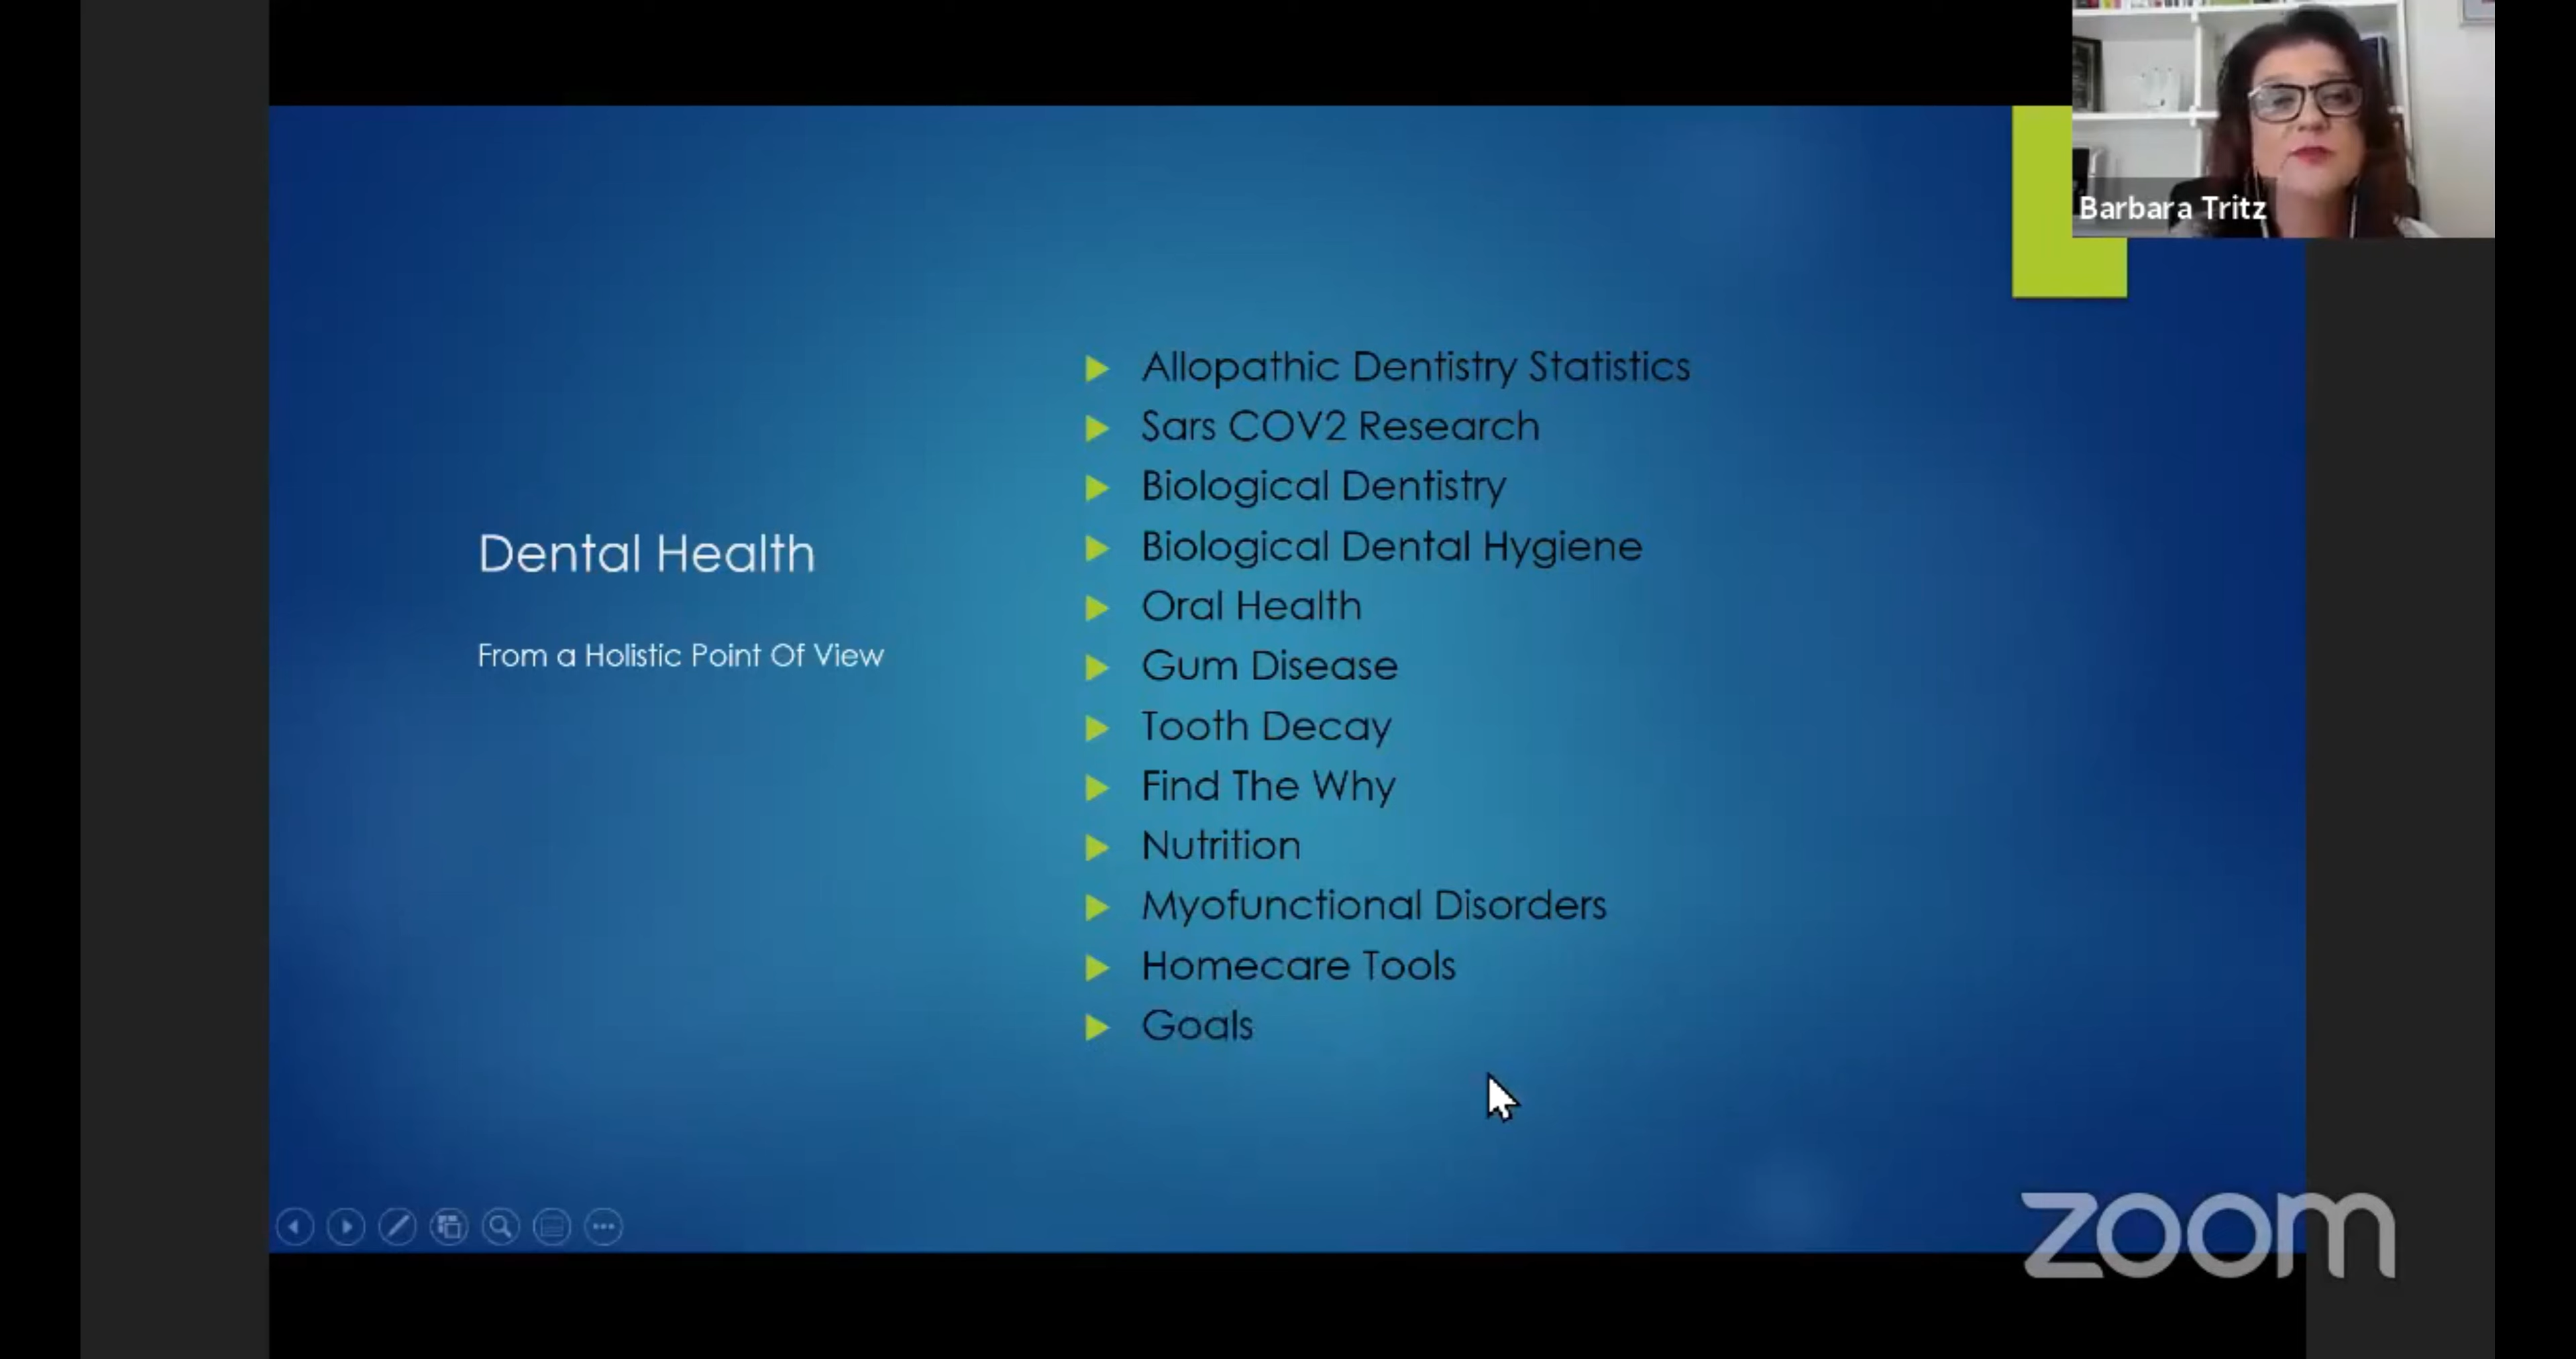 Barbara Tritz
Dental Health
From a Holistic Point Of View
Allopathic Dentistry Statistics
Sars COV2 Research
Biological Dentistry
Biological Dental Hygiene
Oral Health
Gum Disease
Tooth Decay
Find The Why
Nutrition
Myofunctional Disorders
Homecare Tools
Goals
zoom